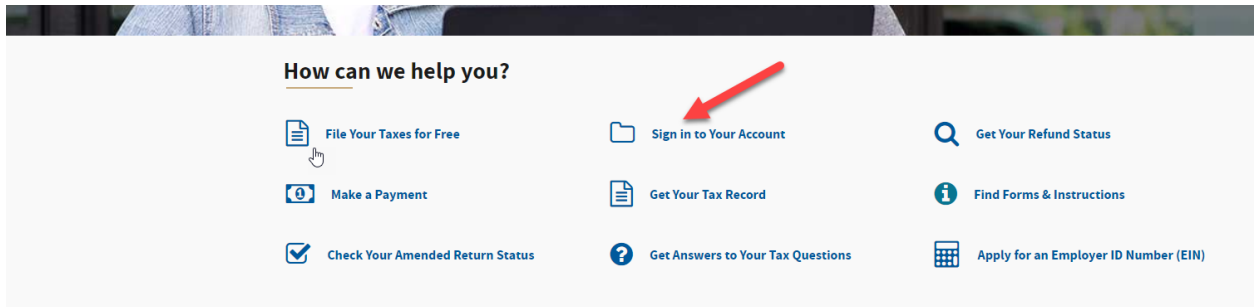 How can we help you?
File Your Taxes for Free
Sign in to Your Account
Get Your Refund Status
Make a Payment
Get Your Tax Record
Find Forms & Instructions
Check Your Amended Return Status
Get Answers to Your Tax Questions
Apply for an Employer ID Number (EIN)